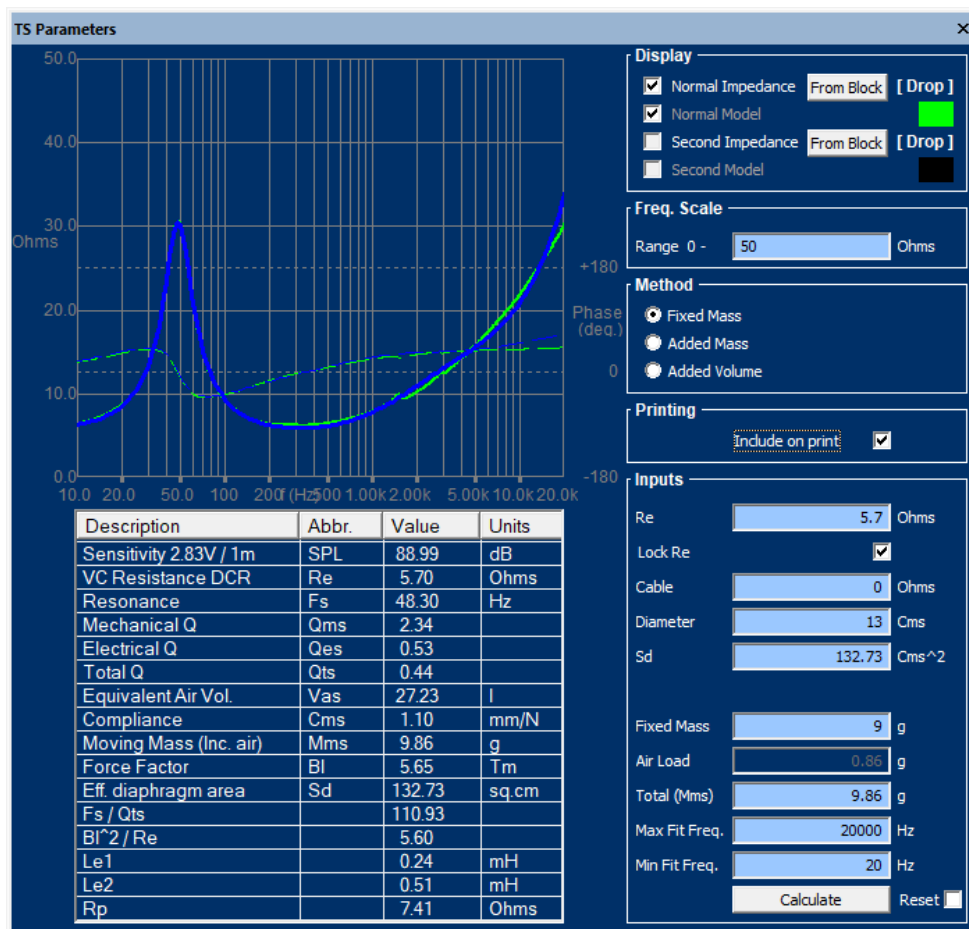 TS Parameters
50.0
40.0
30.0
Ohms
20.0
10.0
0.0
+180
Phase
(deg.)
0
-180
10.0 20.0 50.0 100 200 f (Hz) 500 1.00k 2.00k 5.00k 10.0k 20.0k
Description Abbr. Value Units
Sensitivity 2.83V / 1m SPL 88.99 dB
VC Resistance DCR Re 5.70 Ohms
Resonance Fs 48.30 Hz
Mechanical Q Qms 2.34
Electrical Q Qes 0.53
Total Q Qts 0.44
Equivalent Air Vol. Vas 27.23 l
Compliance Cms 1.10 mm/N
Moving Mass (Inc. air) Mms 9.86 g
Force Factor Bl 5.65 Tm
Eff. diaphragm area Sd 132.73 sq.cm
Fs / Qts 110.93
Bl^2 / Re 5.60
Le1 0.24 mH
Le2 0.51 mH
Rp 7.41 Ohms
Display
Normal Impedance From Block [ Drop ]
Normal Model
Second Impedance From Block [ Drop ]
Second Model
Freq. Scale
Range 0 - 50 Ohms
Method
Fixed Mass
Added Mass
Added Volume
Printing
Include on print
Inputs
Re 5.7 Ohms
Lock Re
Cable 0 Ohms
Diameter 13 Cms
Sd 132.73 Cms^2
Fixed Mass 9 g
Air Load 0.86 g
Total (Mms) 9.86 g
Max Fit Freq. 20000 Hz
Min Fit Freq. 20 Hz
Calculate Reset